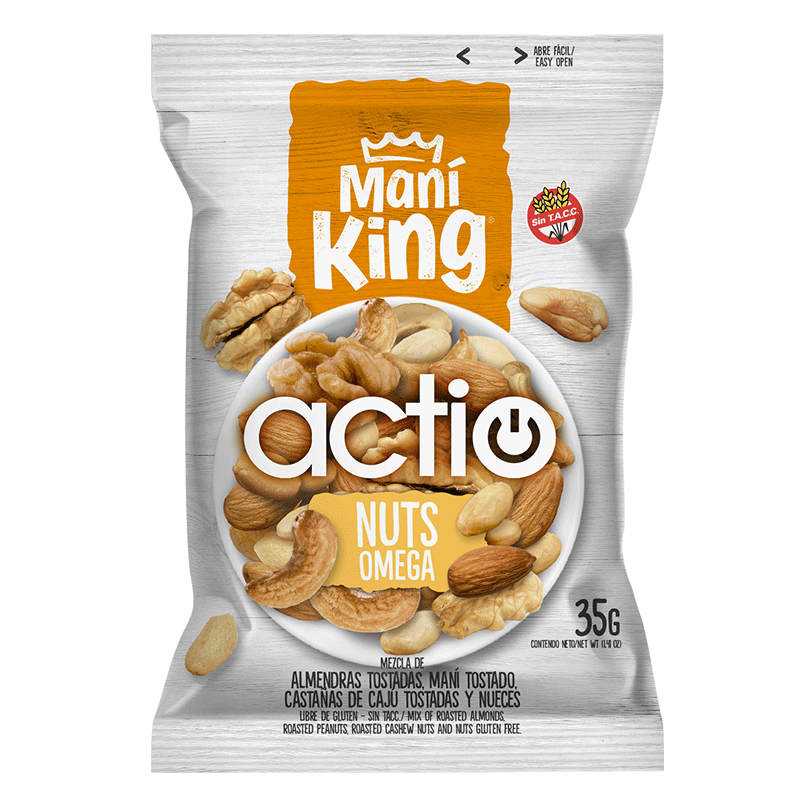 < > ABRE FÁCIL/
EASY OPEN
Maní
King®
Sin T.A.C.C.
actio
NUTS
OMEGA
35G
CONTENIDO NETO/NET WT (1.41 OZ)
MEZCLA DE
ALMENDRAS TOSTADAS, MANÍ TOSTADO,
CASTAÑAS DE CAJU TOSTADAS Y NUECES
LIBRE DE GLUTEN - SIN TACC./ MIX OF ROASTED ALMONDS,
ROASTED PEANUTS, ROASTED CASHEW NUTS AND NUTS GLUTEN FREE.